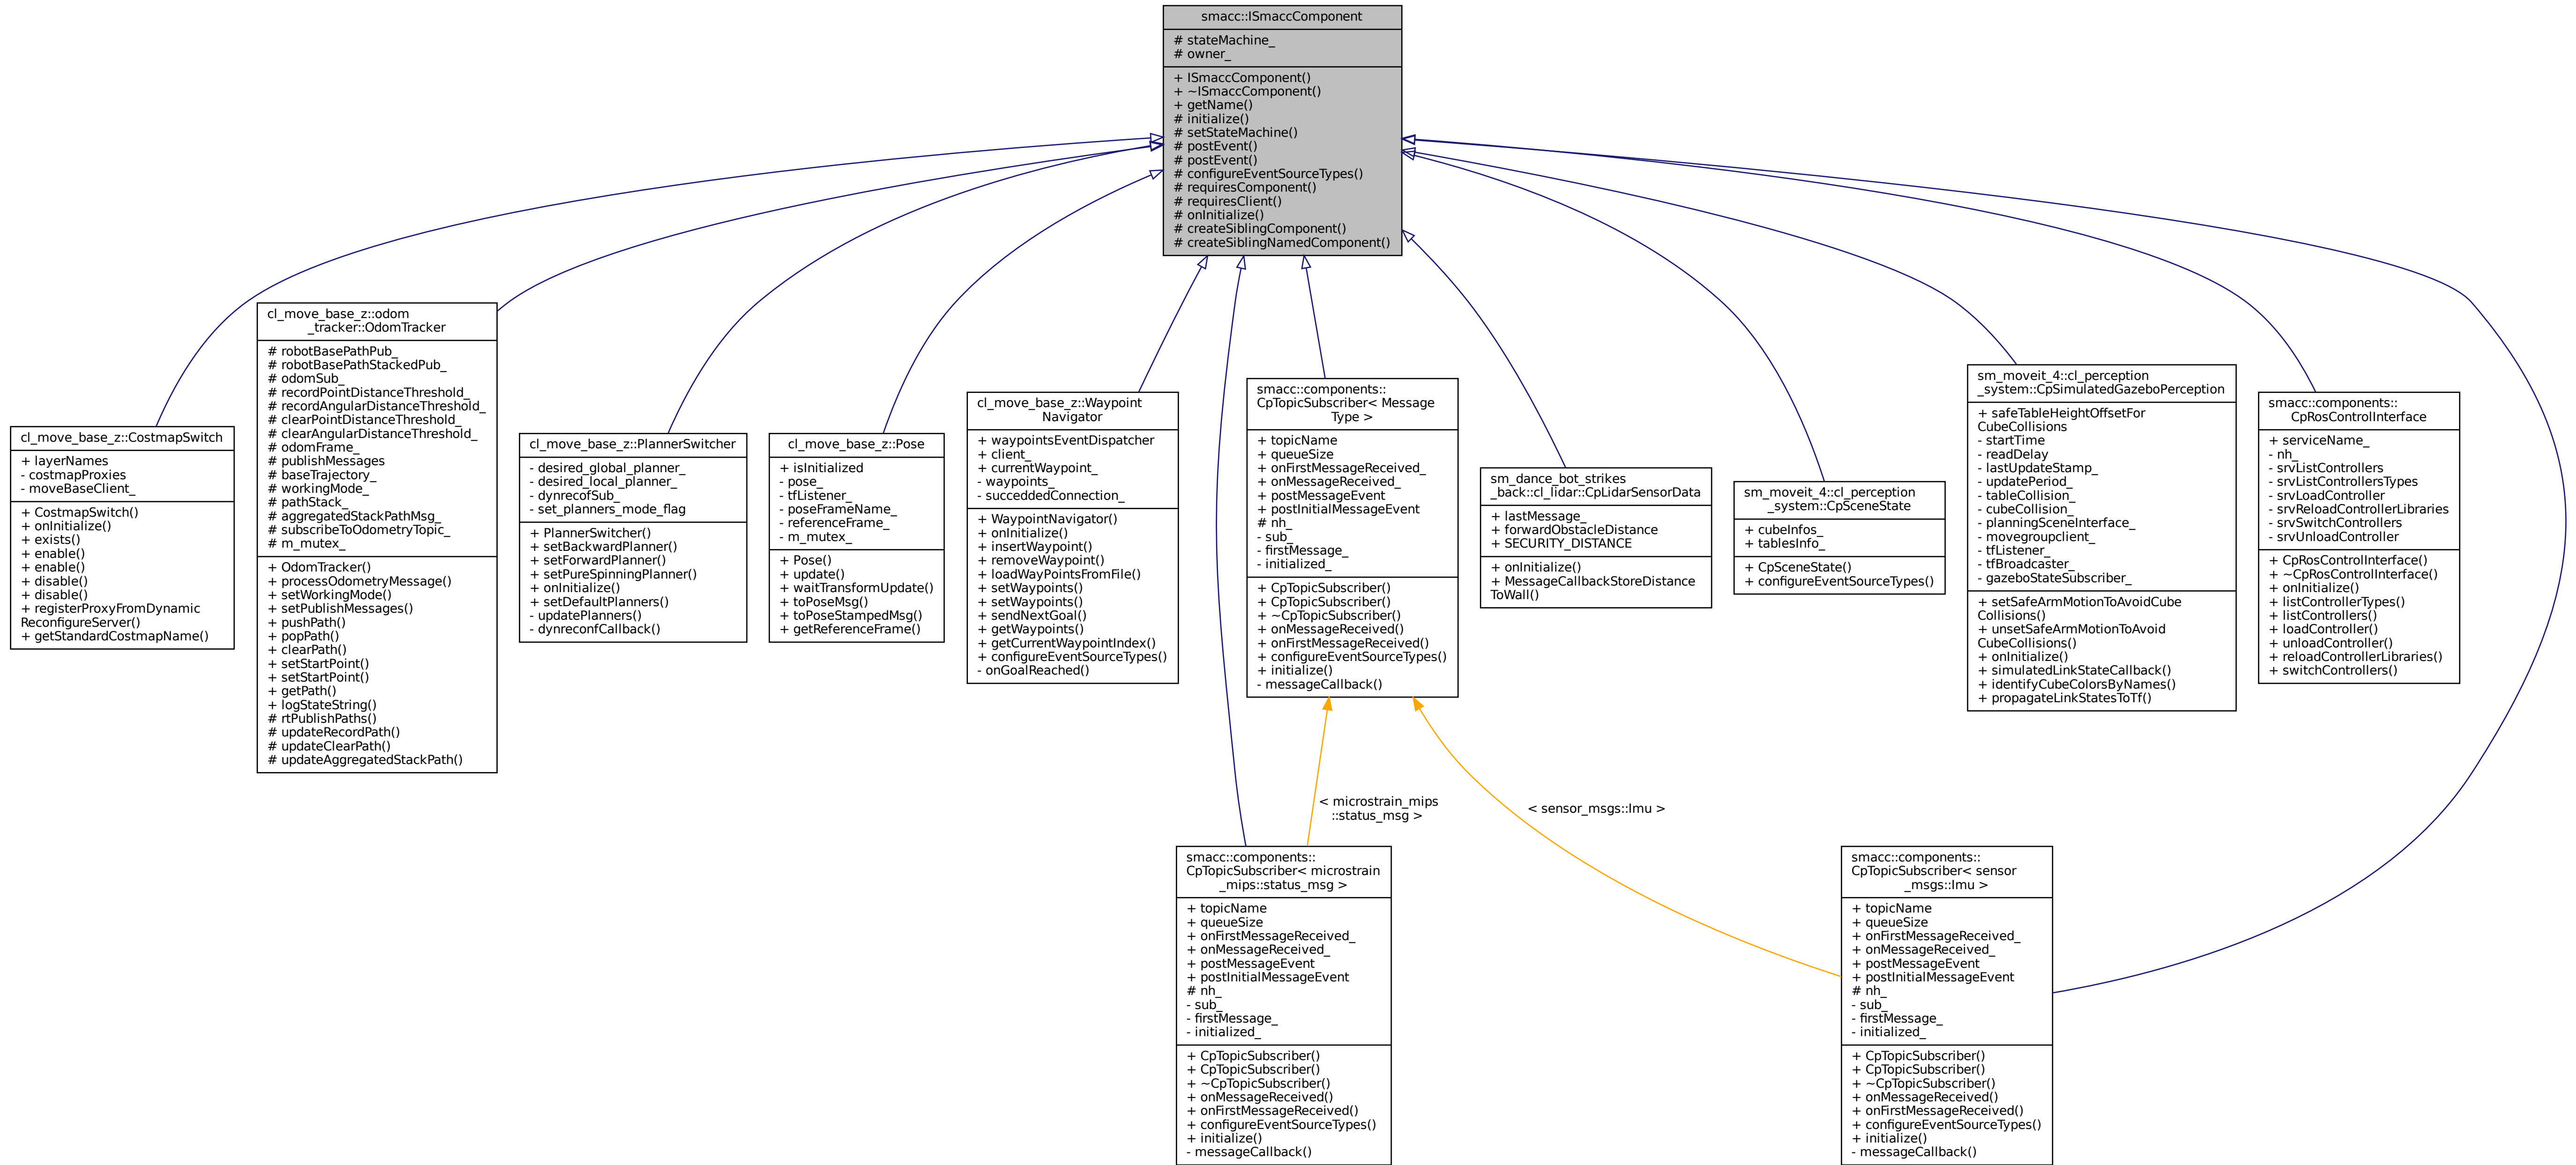 smacc::ISmaccComponent
# stateMachine_
# owner_
+ ISmaccComponent()
+ ~ISmaccComponent()
+ getName()
# initialize()
# setStateMachine()
# postEvent()
# postEvent()
# configureEventSourceTypes()
# requiresComponent()
# requiresClient()
# onInitialize()
# createSiblingComponent()
# createSiblingNamedComponent()
cl_move_base_z::CostmapSwitch
+ layerNames
- costmapProxies
- moveBaseClient_
+ CostmapSwitch()
+ onInitialize()
+ exists()
+ enable()
+ enable()
+ disable()
+ disable()
+ registerProxyFromDynamic
ReconfigureServer()
+ getStandardCostmapName()
cl_move_base_z::odom
_tracker::OdomTracker
# robotBasePathPub_
# robotBasePathStackedPub_
# odomSub_
# recordPointDistanceThreshold_
# recordAngularDistanceThreshold_
# clearPointDistanceThreshold_
# clearAngularDistanceThreshold_
# odomFrame_
# publishMessages
# baseTrajectory_
# workingMode_
# pathStack_
# aggregatedStackPathMsg_
# subscribeToOdometryTopic_
# m_mutex_
+ OdomTracker()
+ processOdometryMessage()
+ setWorkingMode()
+ setPublishMessages()
+ pushPath()
+ popPath()
+ clearPath()
+ setStartPoint()
+ setStartPoint()
+ getPath()
+ logStateString()
# rtPublishPaths()
# updateRecordPath()
# updateClearPath()
# updateAggregatedStackPath()
cl_move_base_z::PlannerSwitcher
- desired_global_planner_
- desired_local_planner_
- dynrecofSub_
- set_planners_mode_flag
+ PlannerSwitcher()
+ setBackwardPlanner()
+ setForwardPlanner()
+ setPureSpinningPlanner()
+ onInitialize()
+ setDefaultPlanners()
- updatePlanners()
- dynreconfCallback()
cl_move_base_z::Pose
+ isInitialized
- pose_
- tfListener_
- poseFrameName_
- referenceFrame_
- m_mutex_
+ Pose()
+ update()
+ waitTransformUpdate()
+ toPoseMsg()
+ toPoseStampedMsg()
+ getReferenceFrame()
cl_move_base_z::Waypoint
Navigator
+ waypointsEventDispatcher
+ client_
+ currentWaypoint_
- waypoints_
- succeddedConnection_
+ WaypointNavigator()
+ onInitialize()
+ insertWaypoint()
+ removeWaypoint()
+ loadWayPointsFromFile()
+ setWaypoints()
+ setWaypoints()
+ sendNextGoal()
+ getWaypoints()
+ getCurrentWaypointIndex()
+ configureEventSourceTypes()
- onGoalReached()
smacc::components::
CpTopicSubscriber< Message
Type >
+ topicName
+ queueSize
+ onFirstMessageReceived_
+ onMessageReceived_
+ postMessageEvent
+ postInitialMessageEvent
# nh_
- sub_
- firstMessage_
- initialized_
+ CpTopicSubscriber()
+ CpTopicSubscriber()
+ ~CpTopicSubscriber()
+ onMessageReceived()
+ onFirstMessageReceived()
+ configureEventSourceTypes()
+ initialize()
- messageCallback()
sm_dance_bot_strikes
_back::cl_lidar::CpLidarSensorData
+ lastMessage_
+ forwardObstacleDistance
+ SECURITY_DISTANCE
+ onInitialize()
+ MessageCallbackStoreDistance
ToWall()
sm_moveit_4::cl_perception
_system::CpSceneState
+ cubeInfos_
+ tablesInfo_
+ CpSceneState()
+ configureEventSourceTypes()
sm_moveit_4::cl_perception
_system::CpSimulatedGazeboPerception
+ safeTableHeightOffsetFor
CubeCollisions
- startTime
- readDelay
- lastUpdateStamp_
- updatePeriod_
- tableCollision_
- cubeCollision_
- planningSceneInterface_
- movegroupclient_
- tfListener_
- tfBroadcaster_
- gazeboStateSubscriber_
+ setSafeArmMotionToAvoidCube
Collisions()
+ unsetSafeArmMotionToAvoid
CubeCollisions()
+ onInitialize()
+ simulatedLinkStateCallback()
+ identifyCubeColorsByNames()
+ propagateLinkStatesToTf()
smacc::components::
CpRosControlInterface
+ serviceName_
- nh_
- srvListControllers
- srvListControllersTypes
- srvLoadController
- srvReloadControllerLibraries
- srvSwitchControllers
- srvUnloadController
+ CpRosControlInterface()
+ ~CpRosControlInterface()
+ onInitialize()
+ listControllerTypes()
+ listControllers()
+ loadController()
+ unloadController()
+ reloadControllerLibraries()
+ switchControllers()
< microstrain_mips
::status_msg >
< sensor_msgs::Imu >
smacc::components::
CpTopicSubscriber< microstrain
_mips::status_msg >
+ topicName
+ queueSize
+ onFirstMessageReceived_
+ onMessageReceived_
+ postMessageEvent
+ postInitialMessageEvent
# nh_
- sub_
- firstMessage_
- initialized_
+ CpTopicSubscriber()
+ CpTopicSubscriber()
+ ~CpTopicSubscriber()
+ onMessageReceived()
+ onFirstMessageReceived()
+ configureEventSourceTypes()
+ initialize()
- messageCallback()
smacc::components::
CpTopicSubscriber< sensor
_msgs::Imu >
+ topicName
+ queueSize
+ onFirstMessageReceived_
+ onMessageReceived_
+ postMessageEvent
+ postInitialMessageEvent
# nh_
- sub_
- firstMessage_
- initialized_
+ CpTopicSubscriber()
+ CpTopicSubscriber()
+ ~CpTopicSubscriber()
+ onMessageReceived()
+ onFirstMessageReceived()
+ configureEventSourceTypes()
+ initialize()
- messageCallback()